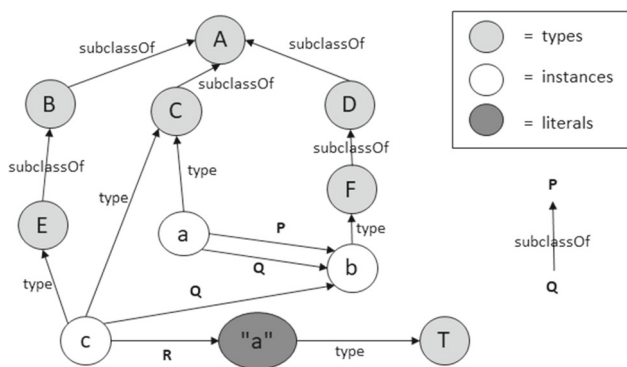 A
= types
subclassOf
subclassOf
subclassOf
B
C
D
= instances
= literals
subclassOf
subclassOf
type
type
F
P
E
a
P
type
subclassOf
Q
b
type
Q
Q
c
"a"
T
R
type